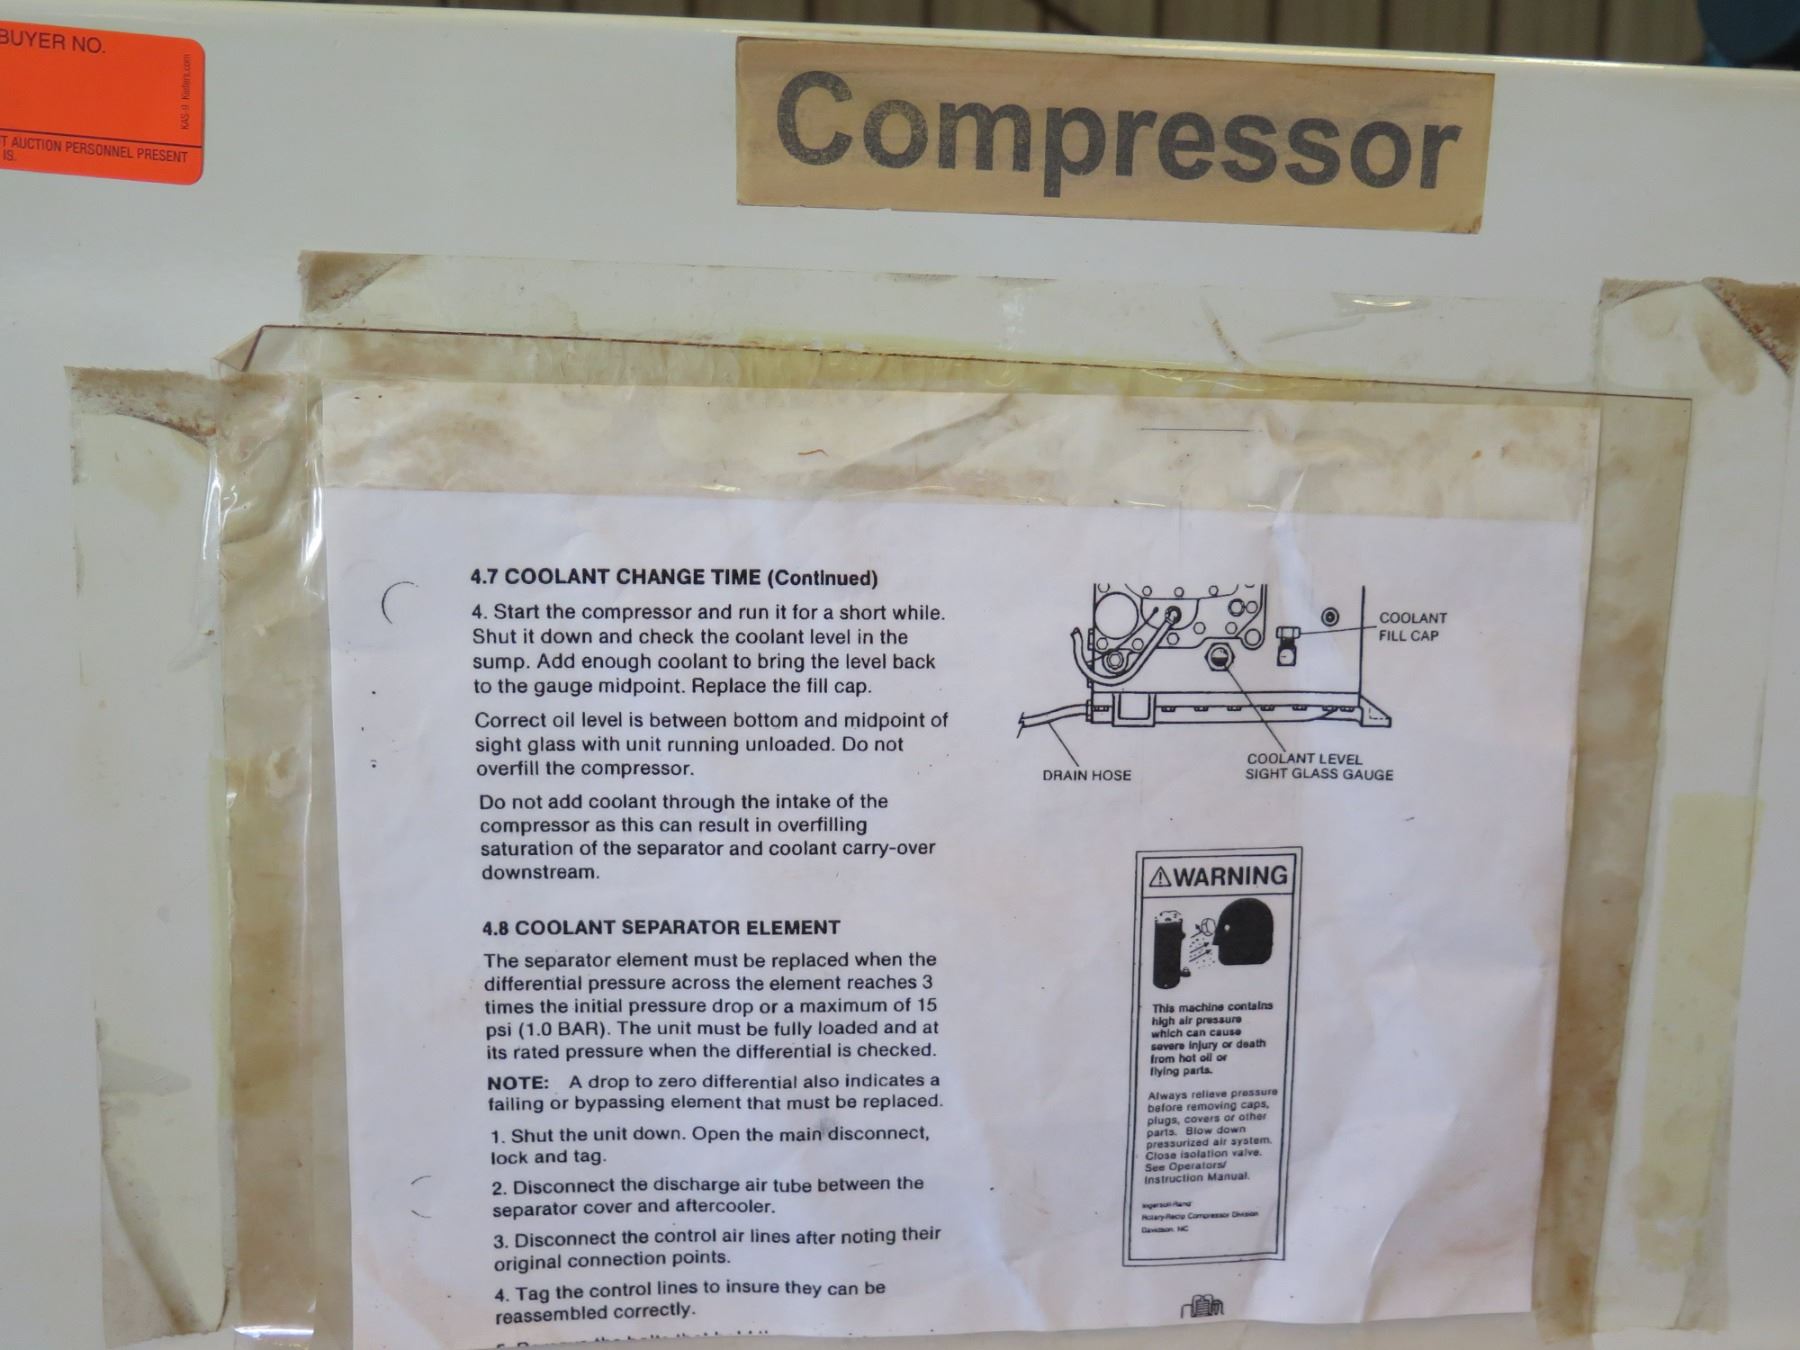 BUYER NO.
KAS-9 Kiefers.com
T AUCTION PERSONNEL PRESENT
IS.
Compressor
4.7 COOLANT CHANGE TIME (Continued)
4. Start the compressor and run it for a short while.
Shut it down and check the coolant level in the
sump. Add enough coolant to bring the level back
to the gauge midpoint. Replace the fill cap.
Correct oil level is between bottom and midpoint of
sight glass with unit running unloaded. Do not
overfill the compressor.
Do not add coolant through the intake of the
compressor as this can result in overfilling
saturation of the separator and coolant carry-over
downstream.
4.8 COOLANT SEPARATOR ELEMENT
The separator element must be replaced when the
differential pressure across the element reaches 3
times the initial pressure drop or a maximum of 15
psi (1.0 BAR). The unit must be fully loaded and at
its rated pressure when the differential is checked.
NOTE: A drop to zero differential also indicates a
failing or bypassing element that must be replaced.
1. Shut the unit down. Open the main disconnect,
lock and tag.
2. Disconnect the discharge air tube between the
separator cover and aftercooler.
3. Disconnect the control air lines after noting their
original connection points.
4. Tag the control lines to insure they can be
reassembled correctly.
COOLANT
FILL CAP
COOLANT LEVEL
SIGHT GLASS GAUGE
DRAIN HOSE
⚠WARNING
This machine contains
high air pressure
which can cause
severe injury or death
from hot oil or
flying parts.
Always relieve pressure
before removing caps,
plugs, covers or other
parts. Blow down
pressurized air system.
Close isolation valve.
See Operators/
Instruction Manual.
Ingersoll-Rand
Rotary-Recip Compressor Division
Davidson NC